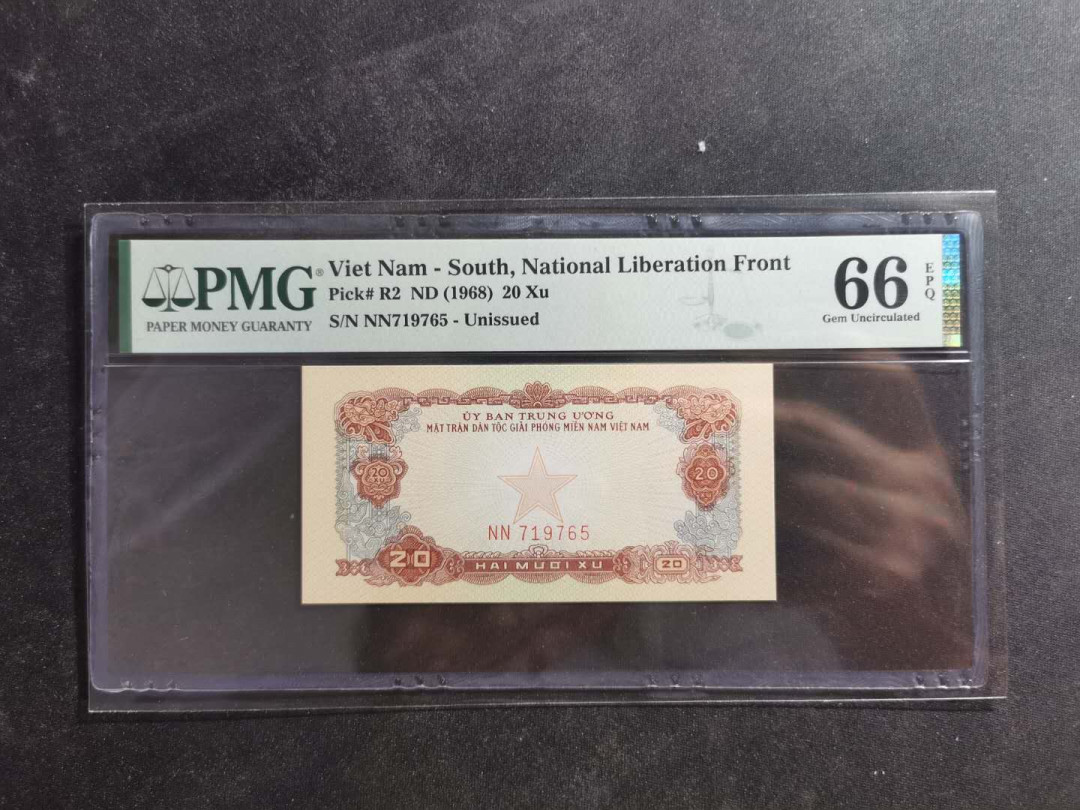 PMG®
PAPER MONEY GUARANTY
Viet Nam - South, National Liberation Front
Pick# R2 ND (1968) 20 Xu
S/N NN719765 - Unissued
66 EPQ
Gem Uncirculated
ỦY BAN TRUNG ƯƠNG
MẶT TRẬN DÂN TỘC GIẢI PHÓNG MIỀN NAM VIỆT NAM
20 XU
20 XU
NN 719765
20
HAI MƯƠI XU
20